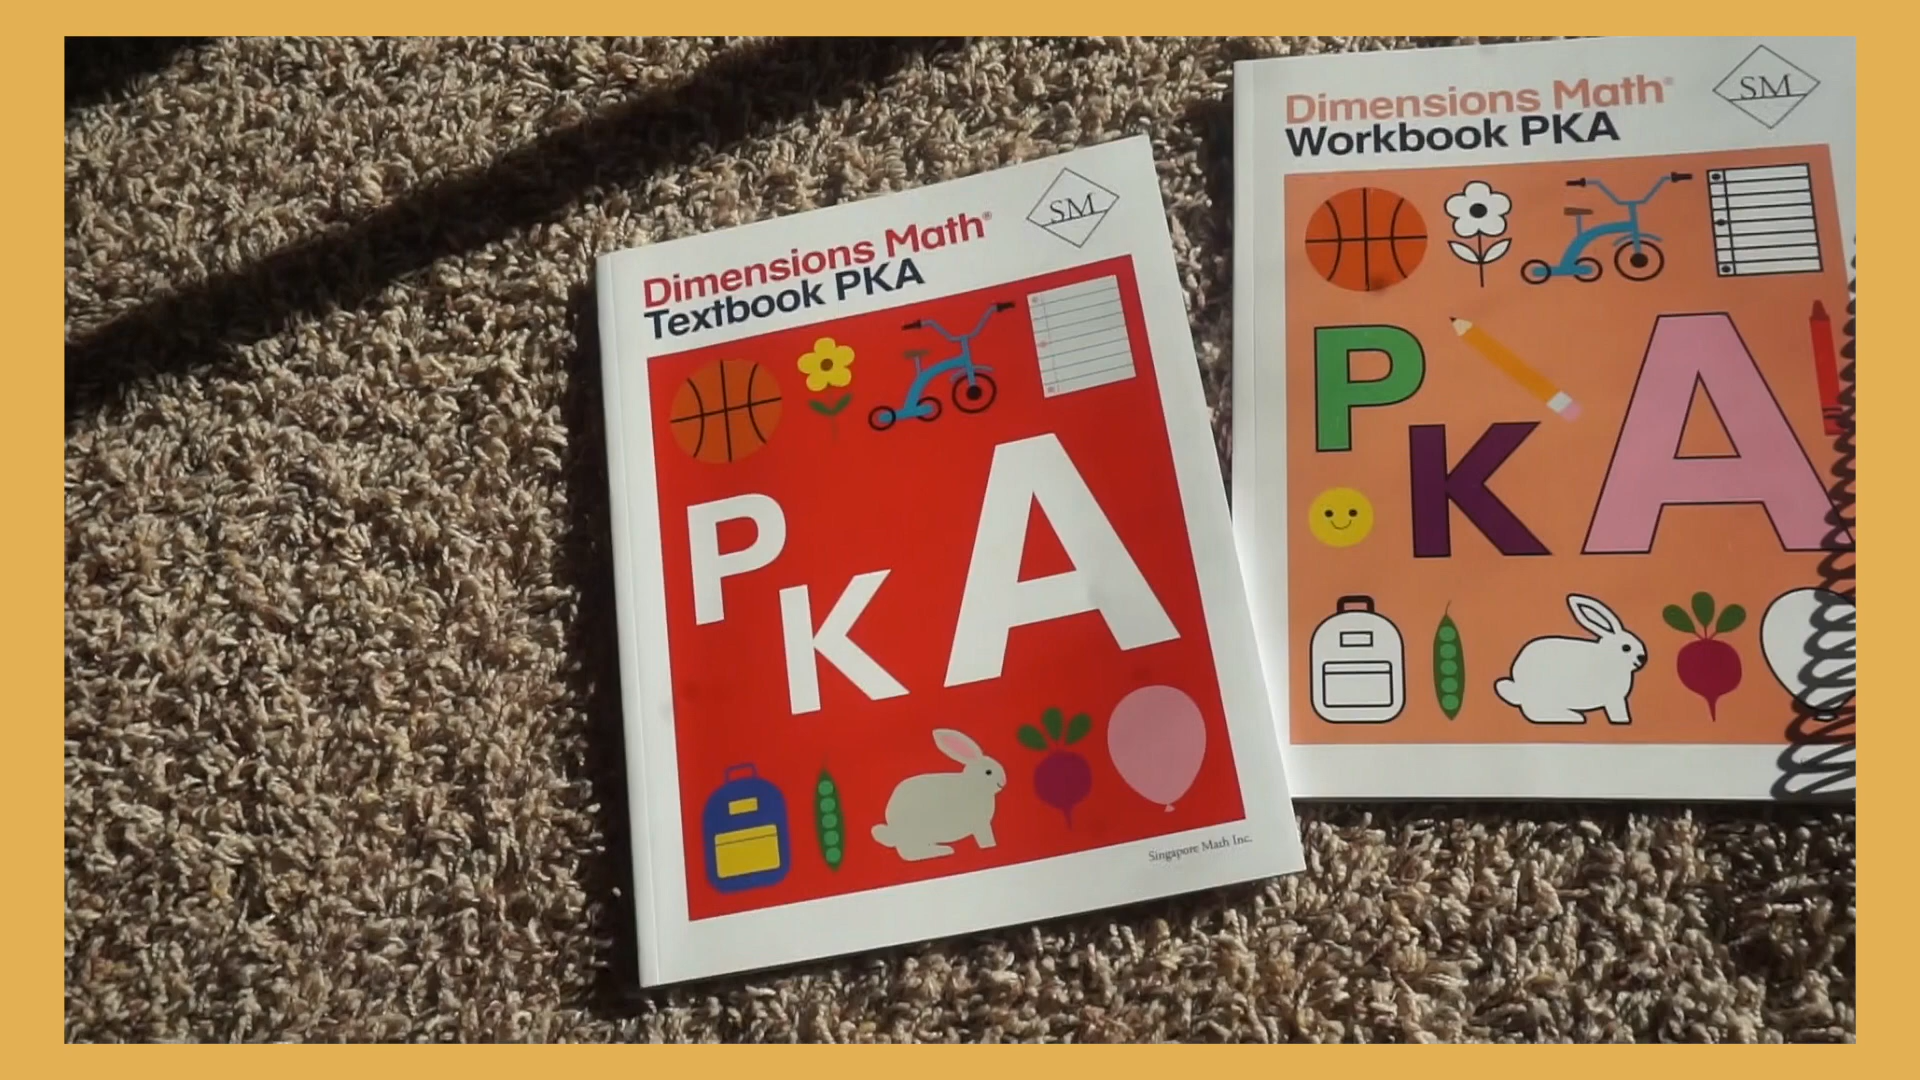 Dimensions Math®
Textbook PKA
SM
PKA
Singapore Math Inc.
Dimensions Math®
Workbook PKA
SM
PKA